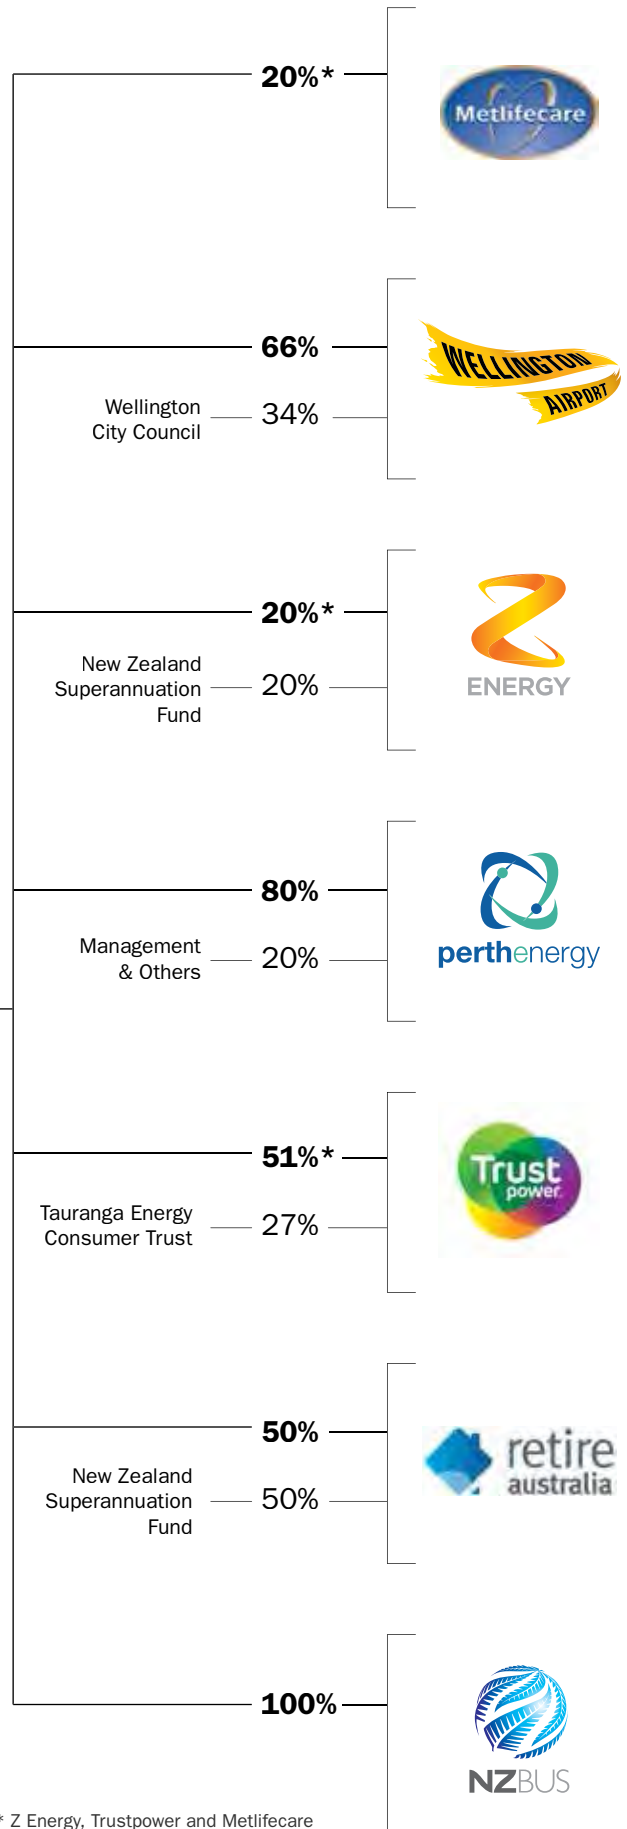 20%*
Metlifecare
66%
WELLINGTON
AIRPORT
Wellington
City Council
34%
20%*
New Zealand
Superannuation
Fund
20%
ENERGY
80%
Management
& Others
20%
perthenergy
51%*
Trust
power
Tauranga Energy
Consumer Trust
27%
50%
retire
australia
New Zealand
Superannuation
Fund
50%
100%
NZBUS
* Z Energy, Trustpower and Metlifecare